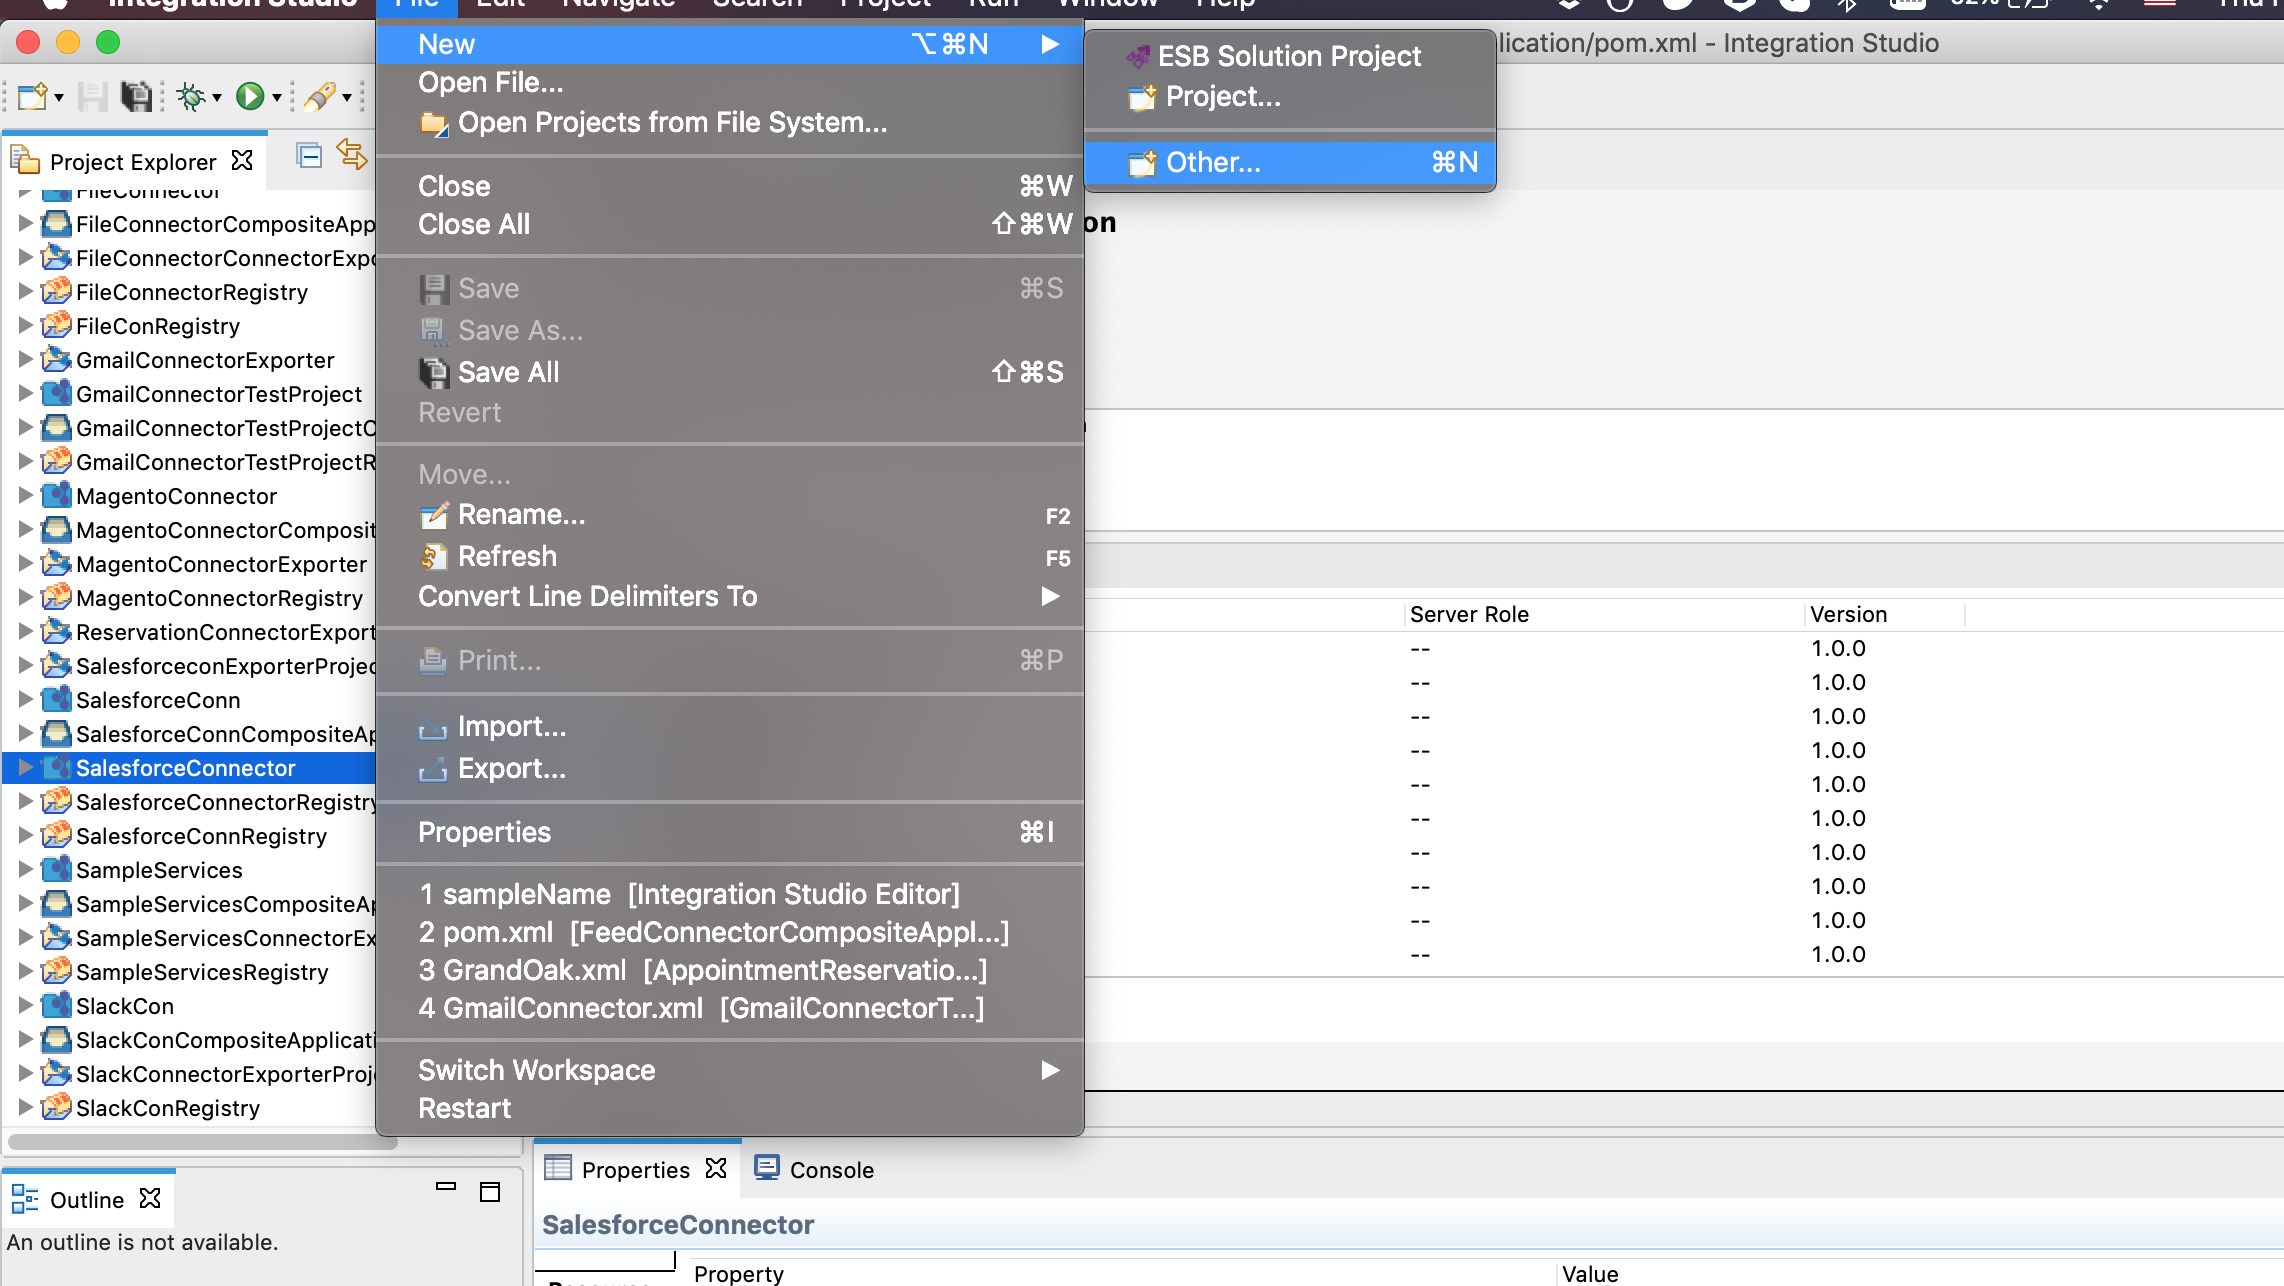 Integration Studio File Edit Navigate Search Project Run Window Help 52% Thu
lication/pom.xml - Integration Studio
New ⌥⌘N
Open File...
Open Projects from File System...
Close ⌘W
Close All ⇧⌘W
Save ⌘S
Save As...
Save All ⇧⌘S
Revert
Move...
Rename... F2
Refresh F5
Convert Line Delimiters To
Print... ⌘P
Import...
Export...
Properties ⌘I
1 sampleName [Integration Studio Editor]
2 pom.xml [FeedConnectorCompositeAppl...]
3 GrandOak.xml [AppointmentReservatio...]
4 GmailConnector.xml [GmailConnectorT...]
Switch Workspace
Restart
ESB Solution Project
Project...
Other... ⌘N
Project Explorer
FileConnector
FileConnectorCompositeApp
FileConnectorConnectorExpo
FileConnectorRegistry
FileConRegistry
GmailConnectorExporter
GmailConnectorTestProject
GmailConnectorTestProjectC
GmailConnectorTestProjectR
MagentoConnector
MagentoConnectorComposit
MagentoConnectorExporter
MagentoConnectorRegistry
ReservationConnectorExport
SalesforceconExporterProjec
SalesforceConn
SalesforceConnCompositeAp
SalesforceConnector
SalesforceConnectorRegistry
SalesforceConnRegistry
SampleServices
SampleServicesCompositeAp
SampleServicesConnectorEx
SampleServicesRegistry
SlackCon
SlackConCompositeApplicati
SlackConnectorExporterProje
SlackConRegistry
on
Server Role Version
-- 1.0.0
-- 1.0.0
-- 1.0.0
-- 1.0.0
-- 1.0.0
-- 1.0.0
-- 1.0.0
-- 1.0.0
-- 1.0.0
-- 1.0.0
Outline
An outline is not available.
Properties Console
SalesforceConnector
Property Value